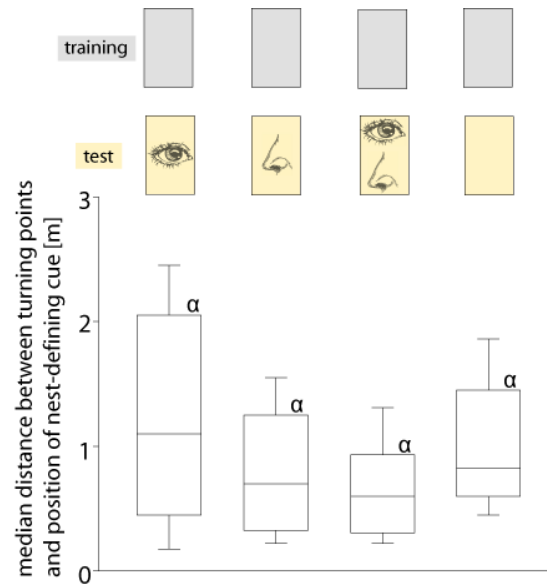 training
test
median distance between turning points
and position of nest-defining cue [m]
3
2
1
0
α
α
α
α